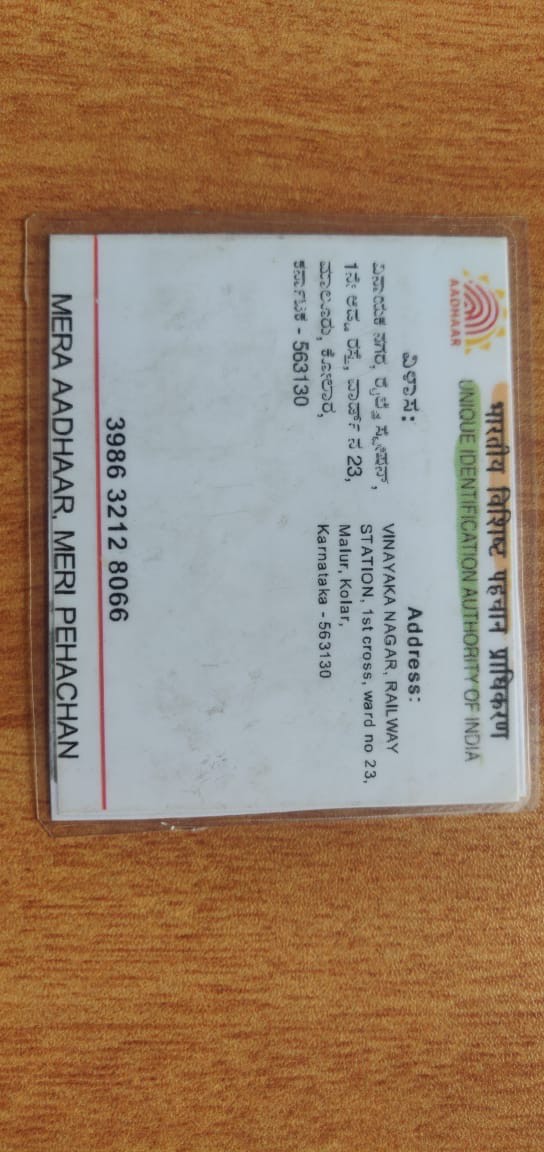 भारतीय विशिष्ट पहचान प्राधिकरण
AADHAAR
UNIQUE IDENTIFICATION AUTHORITY OF INDIA
ವಿಳಾಸ:
ವಿನಾಯಕ ನಗರ, ರೈಲ್ವೆ ಸ್ಟೇಷನ್,
1ನೇ ಅಡ್ಡ ರಸ್ತೆ, ವಾರ್ಡ್ ನ 23,
ಮಾಲೂರು, ಕೋಲಾರ,
ಕರ್ನಾಟಕ - 563130
Address:
VINAYAKA NAGAR, RAILWAY
STATION, 1st cross, ward no 23,
Malur, Kolar,
Karnataka - 563130
3986 3212 8066
MERA AADHAAR, MERI PEHACHAN